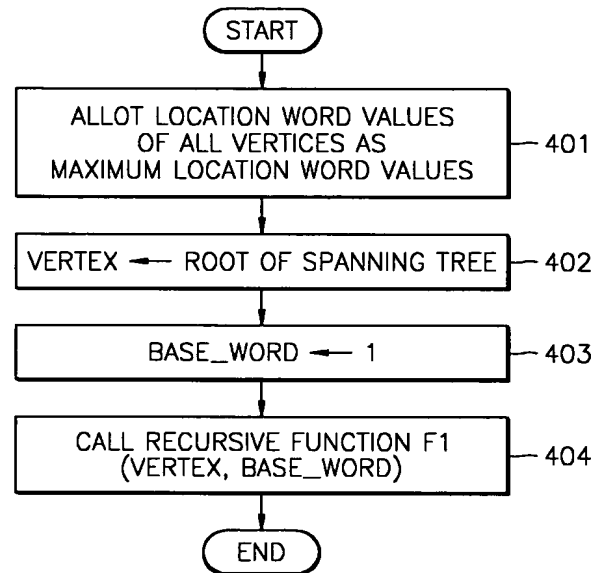 START
ALLOT LOCATION WORD VALUES
OF ALL VERTICES AS
MAXIMUM LOCATION WORD VALUES
401
VERTEX ← ROOT OF SPANNING TREE
402
BASE_WORD ← 1
403
CALL RECURSIVE FUNCTION F1
(VERTEX, BASE_WORD)
404
END